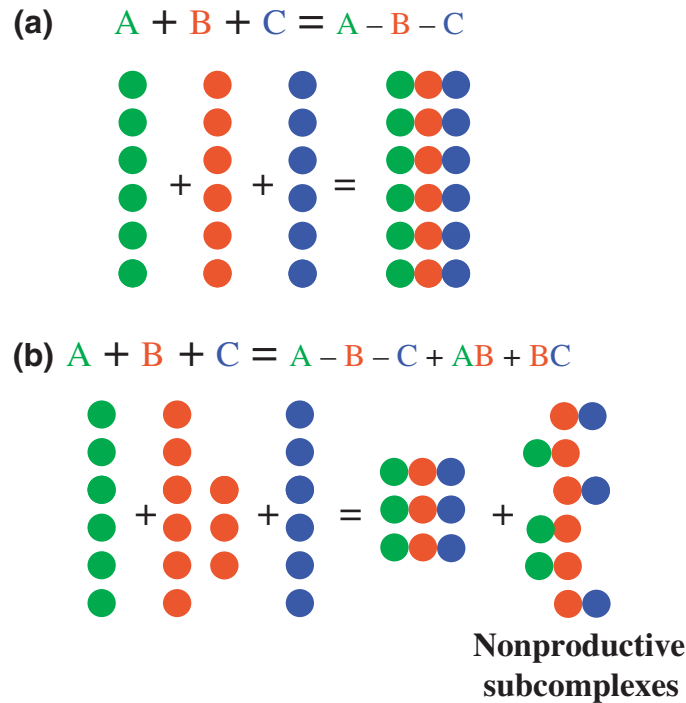 (a) A + B + C = A – B – C
+ + =
(b) A + B + C = A – B – C + AB + BC
+ + = +
Nonproductive
subcomplexes